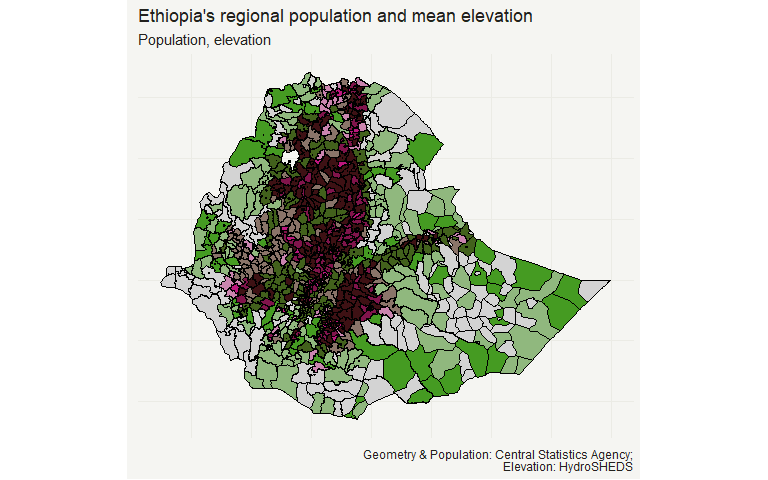 Ethiopia's regional population and mean elevation
Population, elevation
Geometry & Population: Central Statistics Agency;
Elevation: HydroSHEDS